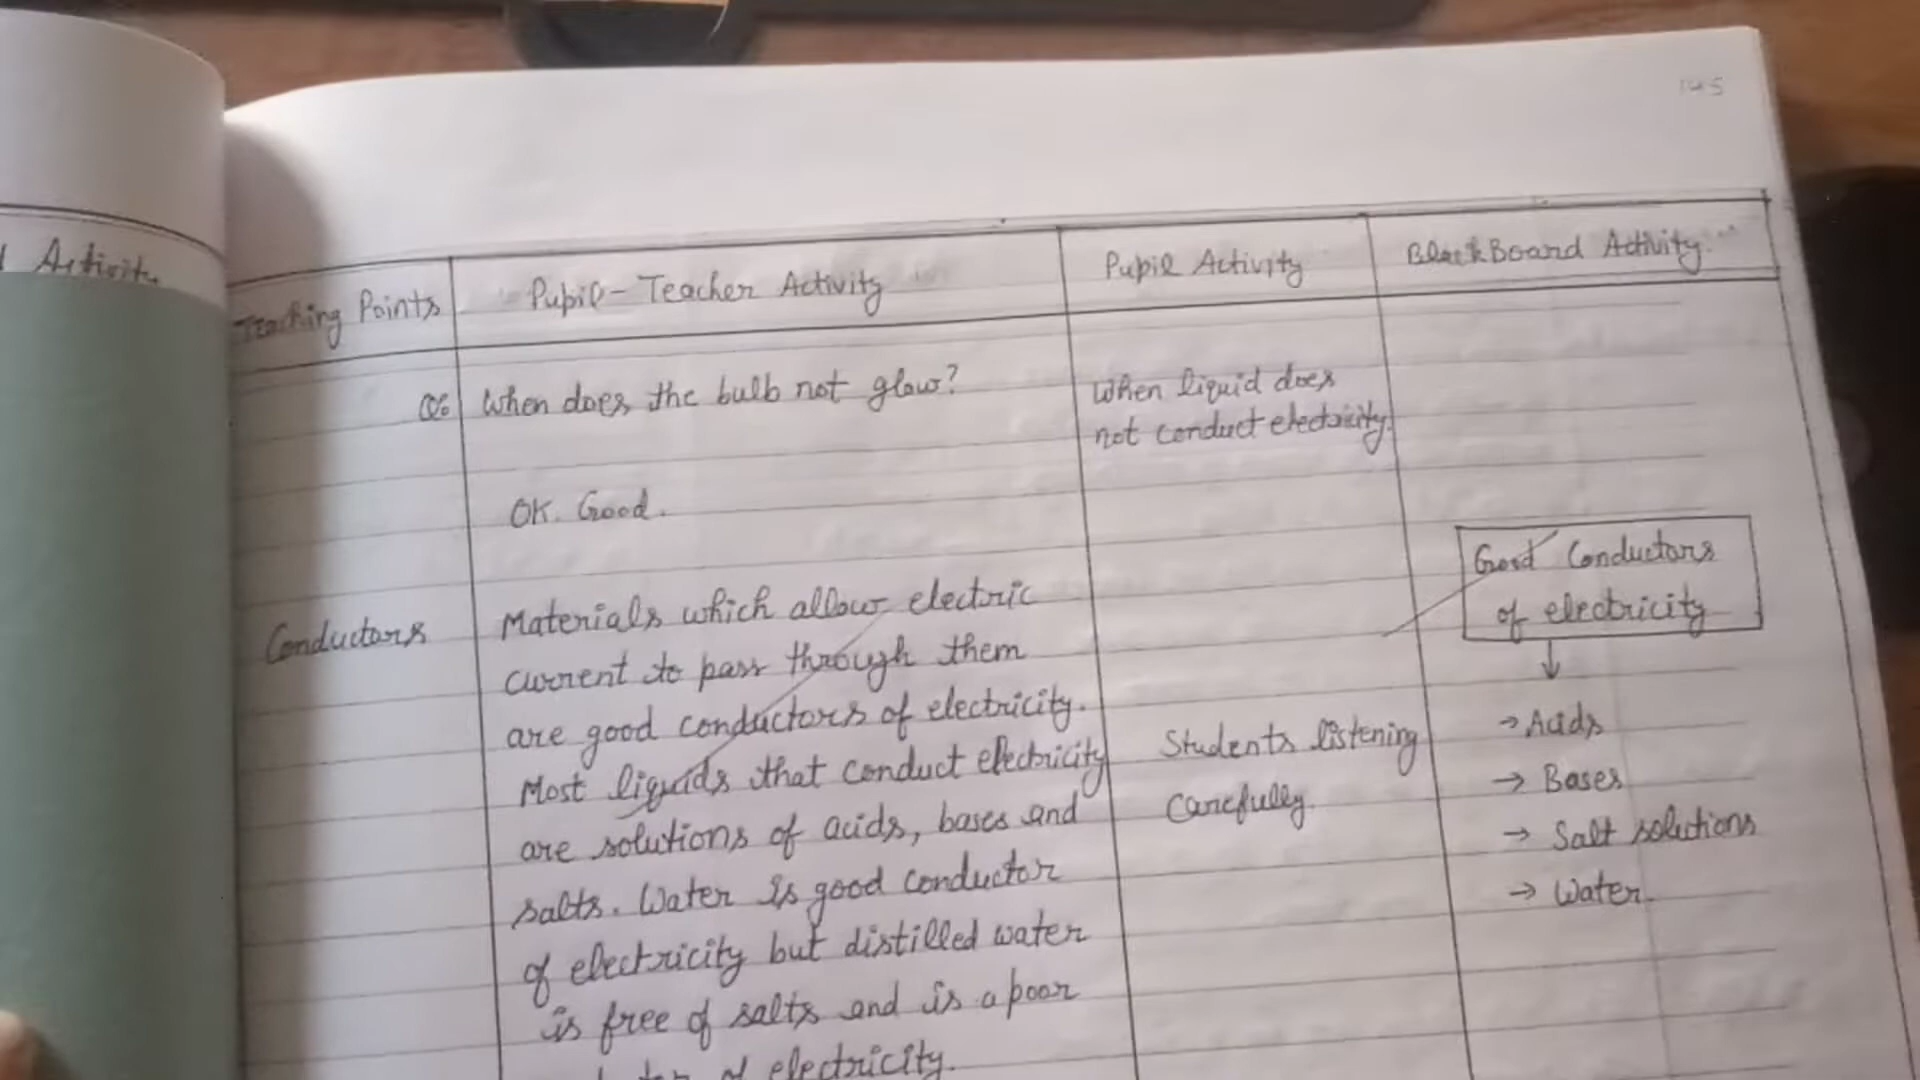 145
Activity
Teaching Points
Pupil-Teacher Activity
Pupil Activity
BlackBoard Activity
Q:
When does the bulb not glow?
When liquid does
not conduct electricity.
OK. Good.
Conductors
Materials which allow electric
current to pass through them
are good conductors of electricity.
Most liquids that conduct electricity
are solutions of acids, bases and
salts. Water is good conductor
of electricity but distilled water
is free of salts and is a poor
of electricity.
Students listening
Carefully.
Good Conductors
of electricity
→ Acids
→ Bases
→ Salt solutions
→ Water.